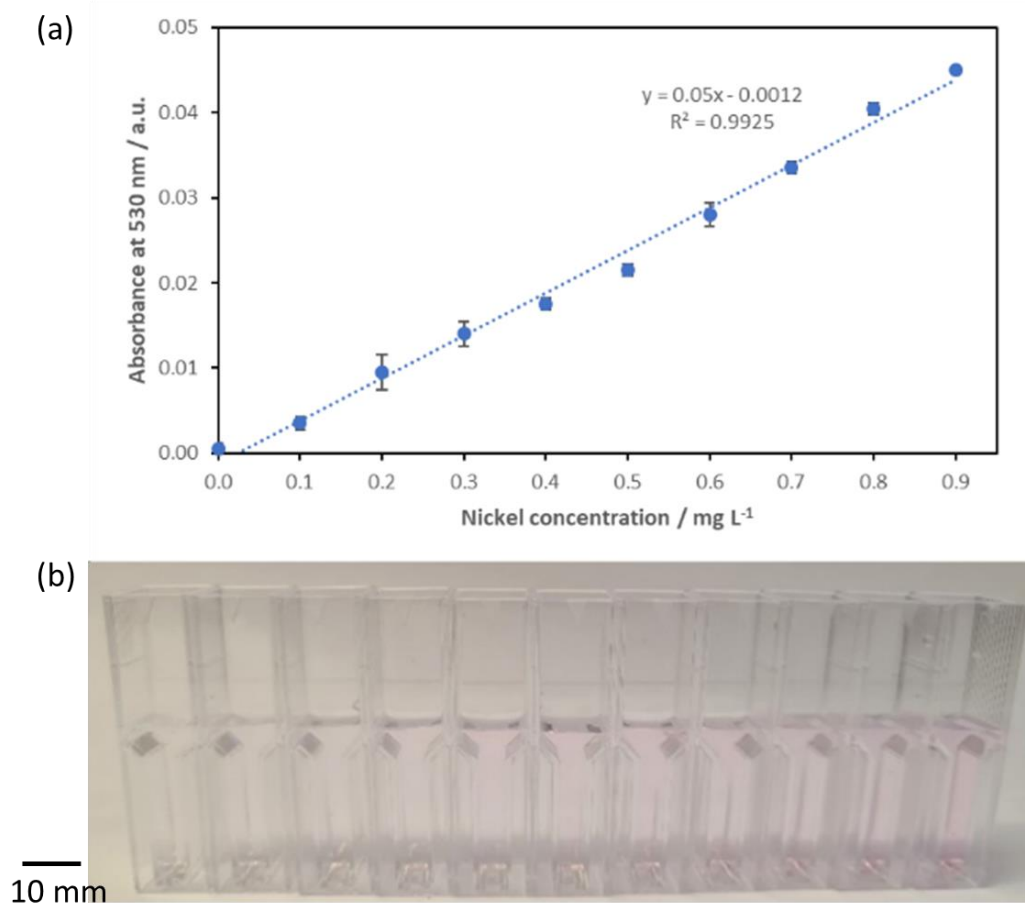 (a)
0.05
0.04
0.03
0.02
0.01
0.00
Absorbance at 530 nm / a.u.
y = 0.05x - 0.0012
R² = 0.9925
0.0 0.1 0.2 0.3 0.4 0.5 0.6 0.7 0.8 0.9
Nickel concentration / mg L⁻¹
(b)
10 mm